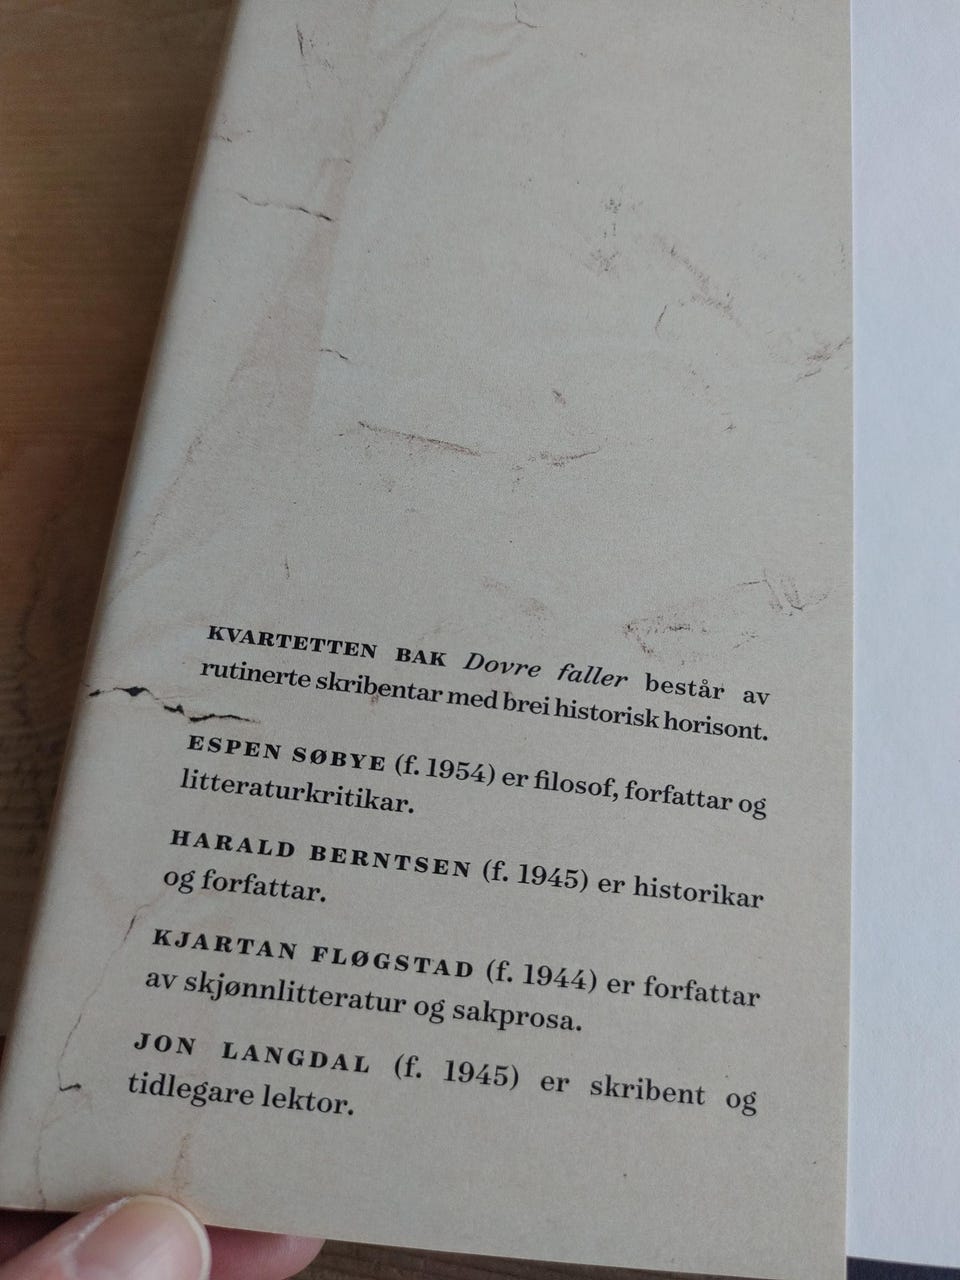 KVARTETTEN BAK Dovre faller består av
rutinerte skribentar med brei historisk horisont.
ESPEN SØBYE (f. 1954) er filosof, forfattar og
litteraturkritikar.
HARALD BERNTSEN (f. 1945) er historikar
og forfattar.
KJARTAN FLØGSTAD (f. 1944) er forfattar
av skjønnlitteratur og sakprosa.
JON LANGDAL (f. 1945) er skribent og
tidlegare lektor.